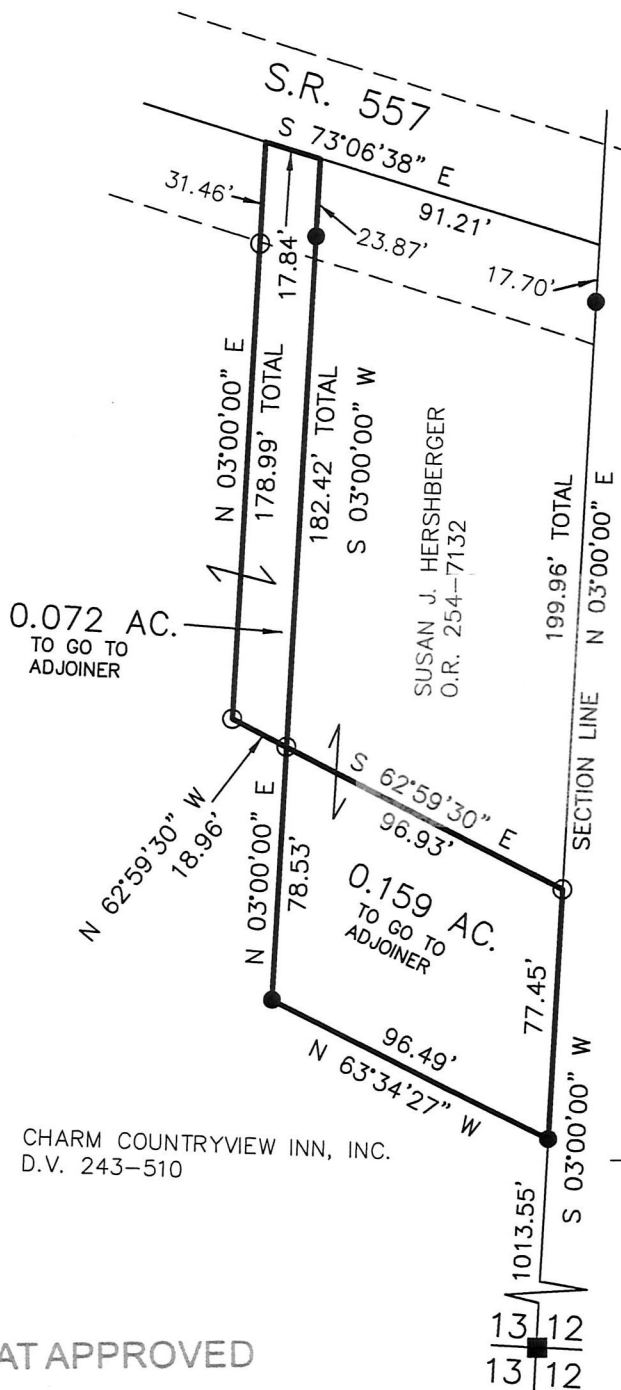 S.R. 557
S 73°06'38" E
31.46'
17.84'
23.87'
91.21'
17.70'
N 03°00'00" E
178.99' TOTAL
182.42' TOTAL
S 03°00'00" W
SUSAN J. HERSHBERGER
O.R. 254-7132
199.96' TOTAL
N 03°00'00" E
SECTION LINE
0.072 AC.
TO GO TO
ADJOINER
N 62°59'30" W
18.96'
S 62°59'30" E
96.93'
N 03°00'00" E
78.53'
0.159 AC.
TO GO TO
ADJOINER
77.45'
S 03°00'00" W
96.49'
N 63°34'27" W
CHARM COUNTRYVIEW INN, INC.
D.V. 243-510
1013.55'
13 12
13 12
AT APPROVED